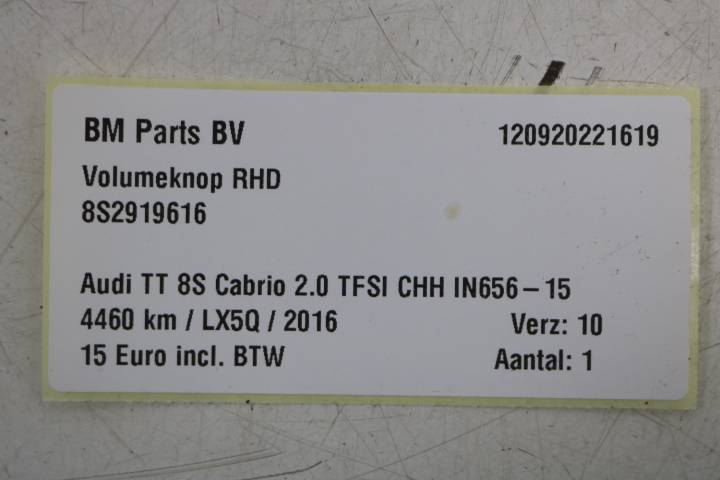 BM Parts BV 120920221619
Volumeknop RHD
8S2919616
Audi TT 8S Cabrio 2.0 TFSI CHH IN656-15
4460 km / LX5Q / 2016 Verz: 10
15 Euro incl. BTW Aantal: 1